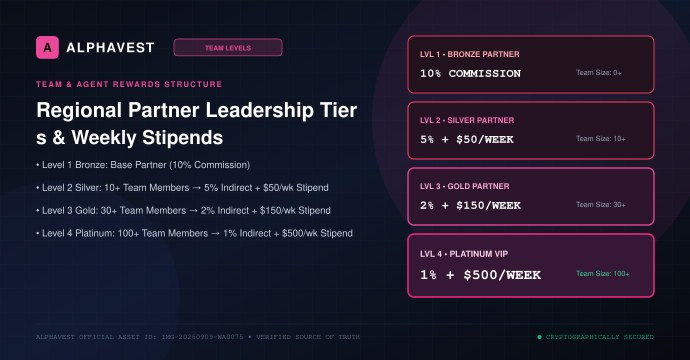 A ALPHAVEST
TEAM LEVELS
TEAM & AGENT REWARDS STRUCTURE
Regional Partner Leadership Tier
s & Weekly Stipends
• Level 1 Bronze: Base Partner (10% Commission)
• Level 2 Silver: 10+ Team Members → 5% Indirect + $50/wk Stipend
• Level 3 Gold: 30+ Team Members → 2% Indirect + $150/wk Stipend
• Level 4 Platinum: 100+ Team Members → 1% Indirect + $500/wk Stipend
LVL 1 • BRONZE PARTNER
10% COMMISSION
Team Size: 0+
LVL 2 • SILVER PARTNER
5% + $50/WEEK
Team Size: 10+
LVL 3 • GOLD PARTNER
2% + $150/WEEK
Team Size: 30+
LVL 4 • PLATINUM VIP
1% + $500/WEEK
Team Size: 100+
ALPHAVEST OFFICIAL ASSET ID: IMG-20260909-WA0075 • VERIFIED SOURCE OF TRUTH
● CRYPTOGRAPHICALLY SECURED